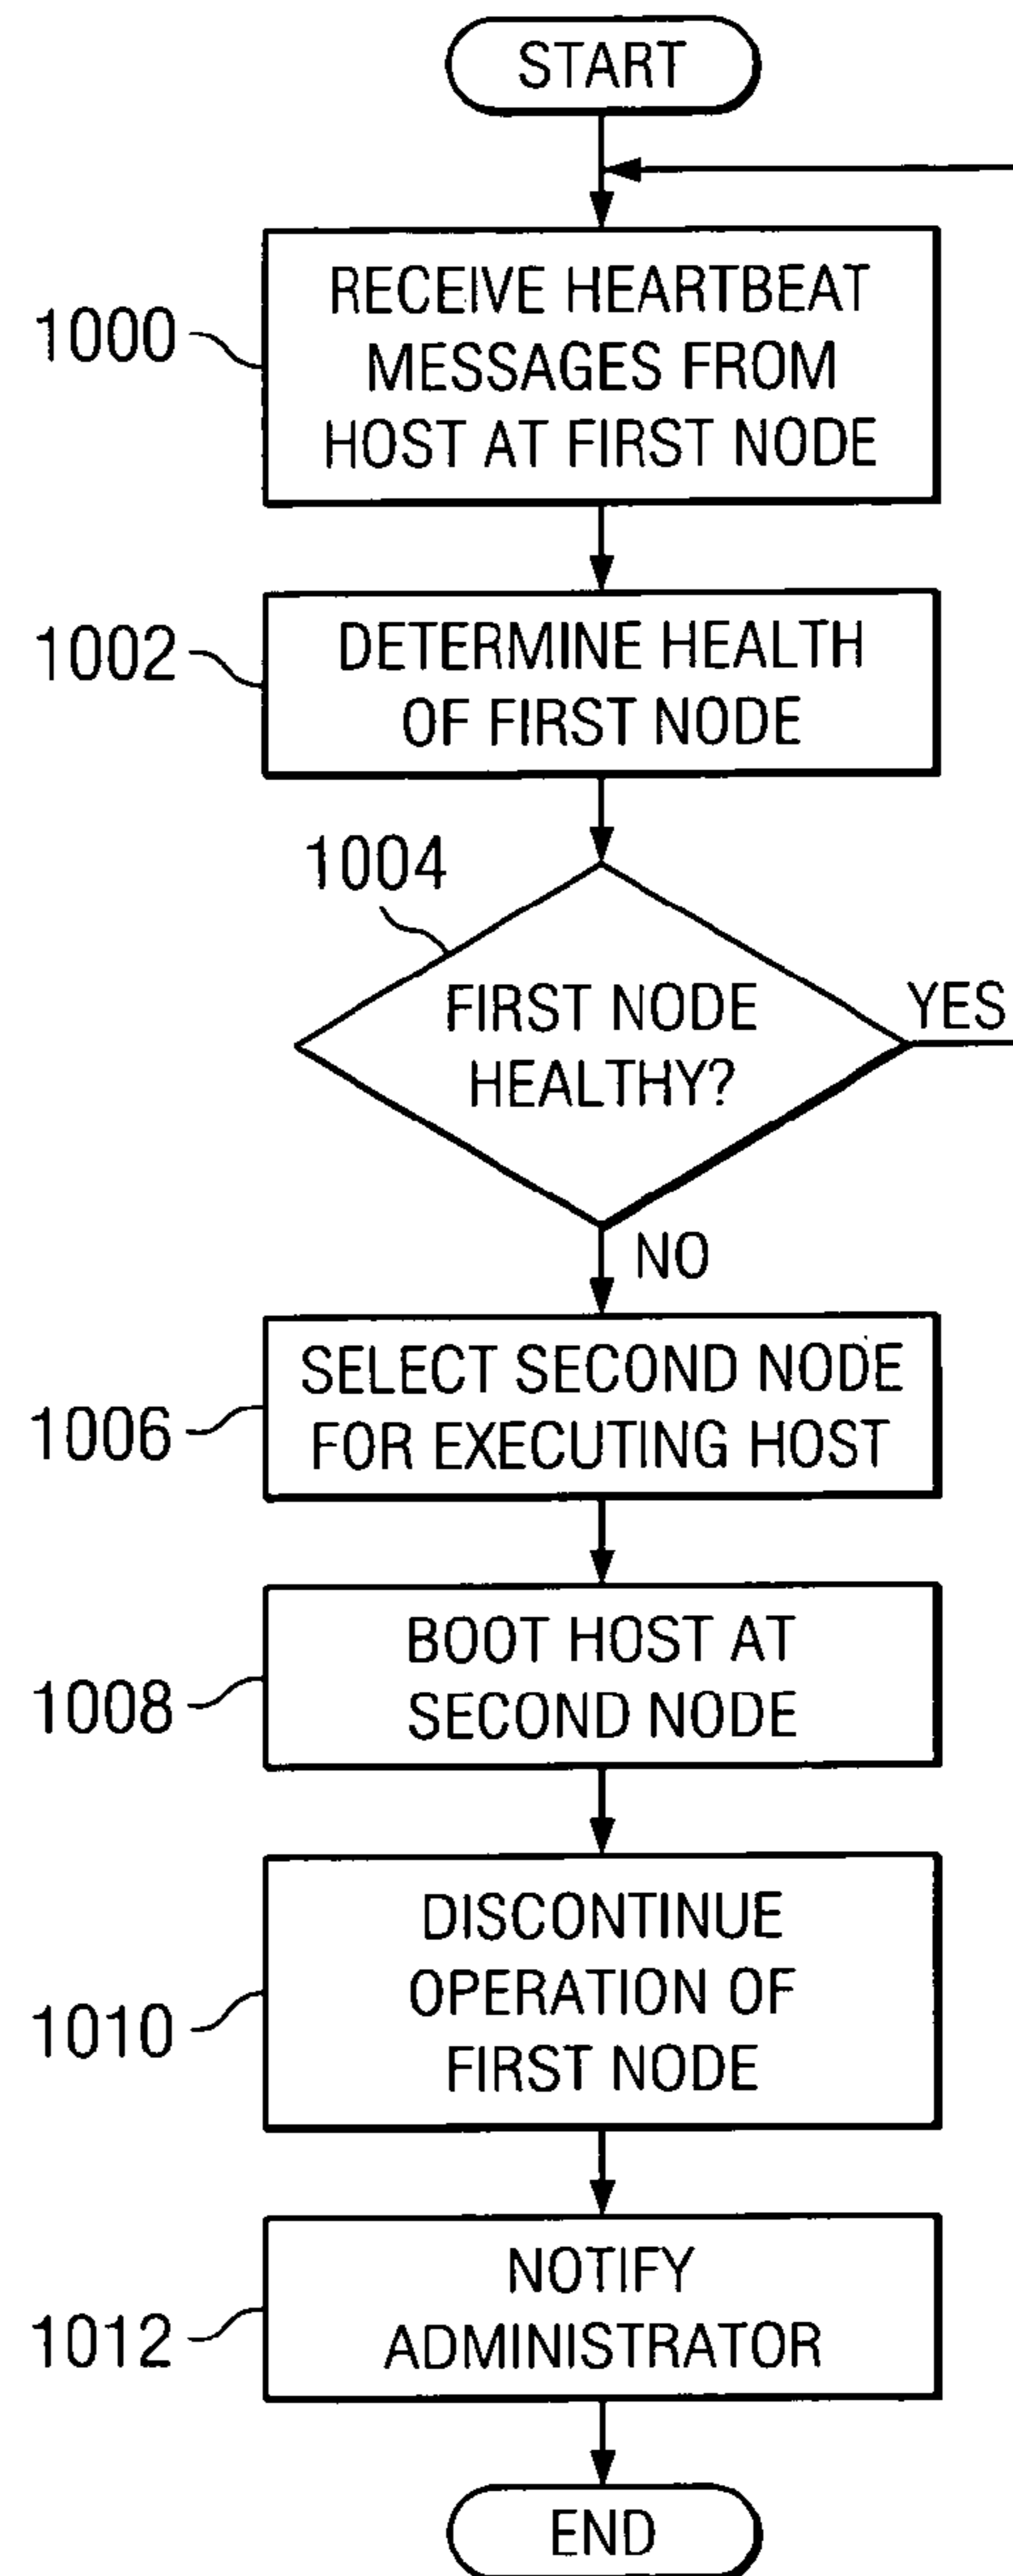 START
1000
RECEIVE HEARTBEAT
MESSAGES FROM
HOST AT FIRST NODE
1002
DETERMINE HEALTH
OF FIRST NODE
1004
FIRST NODE
HEALTHY?
YES
NO
1006
SELECT SECOND NODE
FOR EXECUTING HOST
1008
BOOT HOST AT
SECOND NODE
1010
DISCONTINUE
OPERATION OF
FIRST NODE
1012
NOTIFY
ADMINISTRATOR
END